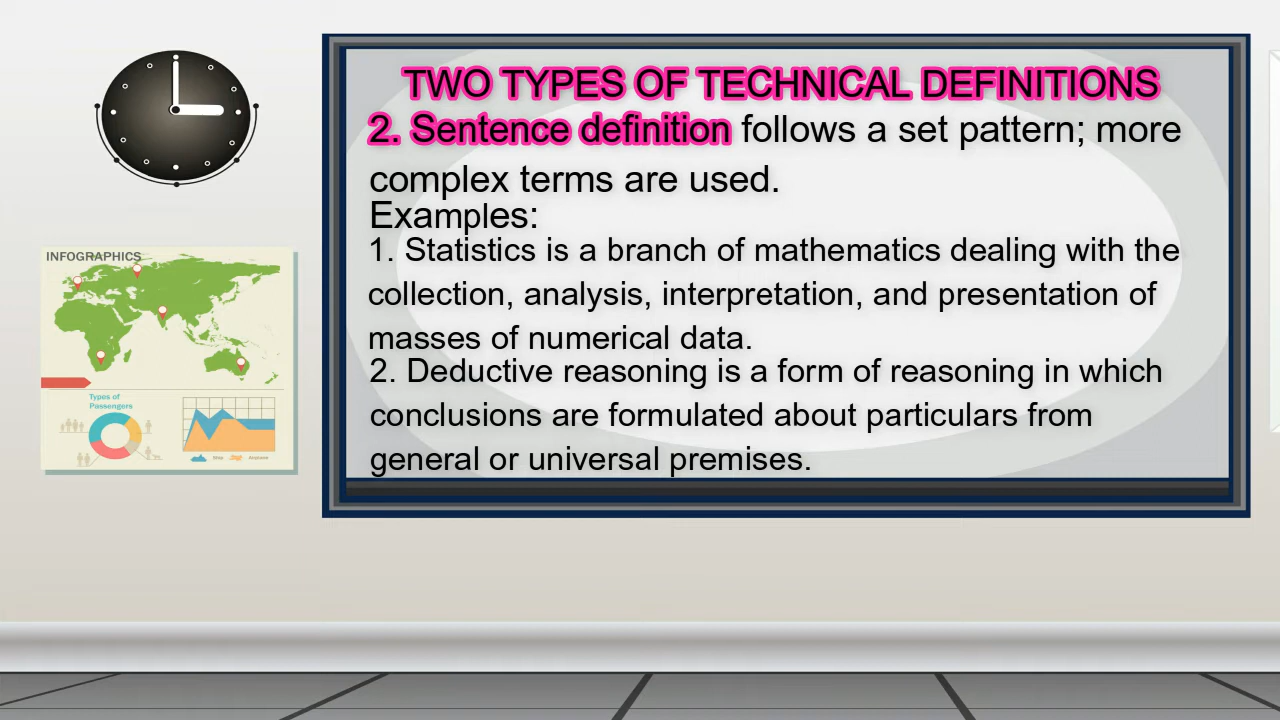 TWO TYPES OF TECHNICAL DEFINITIONS
2. Sentence definition follows a set pattern; more
complex terms are used.
Examples:
1. Statistics is a branch of mathematics dealing with the
collection, analysis, interpretation, and presentation of
masses of numerical data.
2. Deductive reasoning is a form of reasoning in which
conclusions are formulated about particulars from
general or universal premises.
INFOGRAPHICS
Types of
Passengers
Ship Airplane